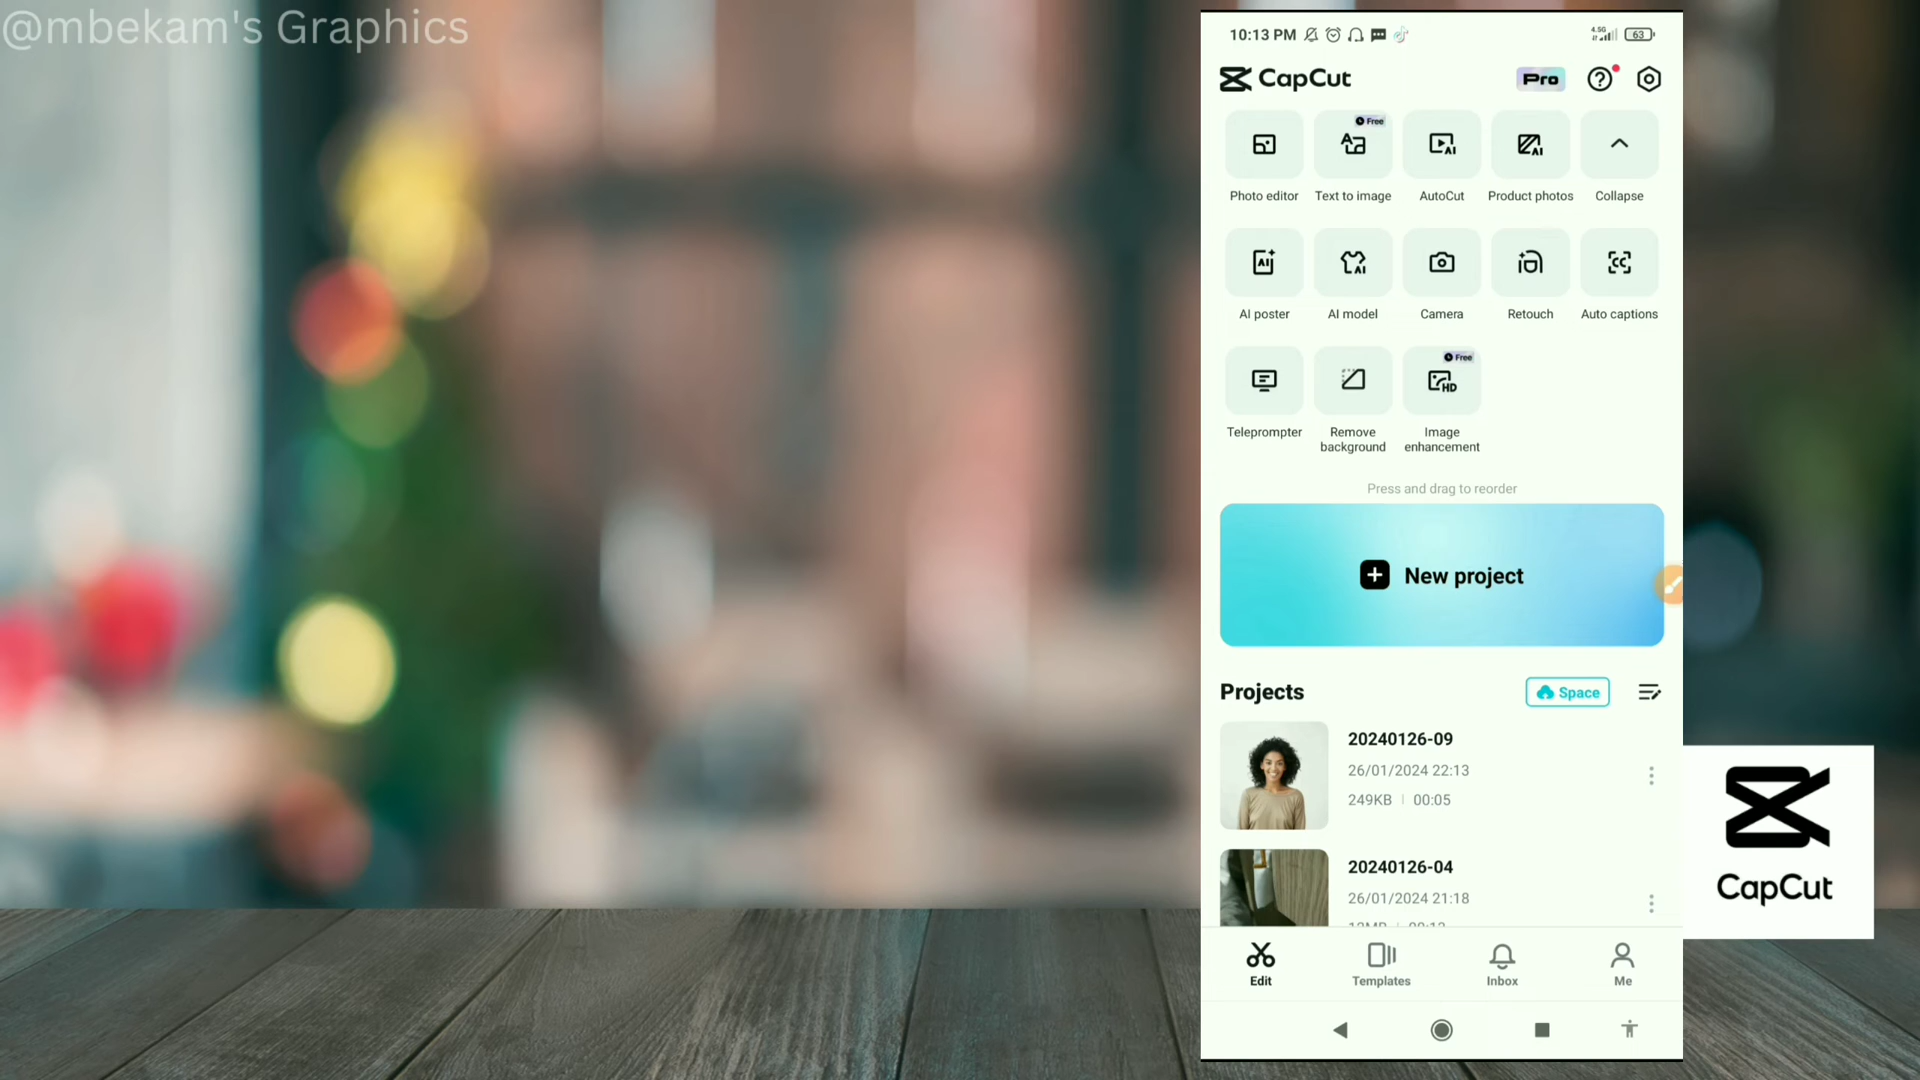 @mbekam's Graphics
10:13 PM
4.5G
63
CapCut
Pro
Free
Photo editor
Text to image
AutoCut
Product photos
Collapse
AI poster
AI model
Camera
Retouch
Auto captions
Free
Teleprompter
Remove background
Image enhancement
Press and drag to reorder
New project
Projects
Space
20240126-09
26/01/2024 22:13
249KB
00:05
20240126-04
26/01/2024 21:18
Edit
Templates
Inbox
Me
CapCut